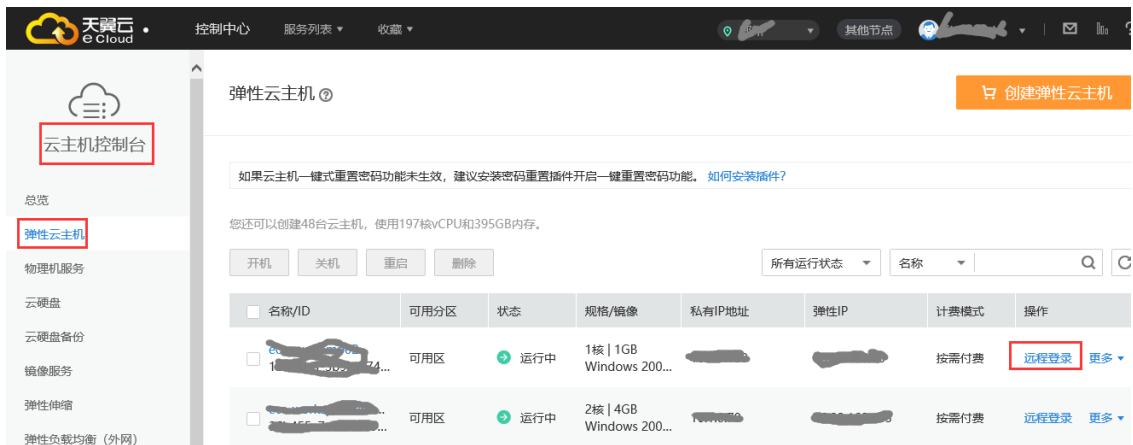 天翼云
e Cloud
控制中心 服务列表 收藏 其他节点
云主机控制台
总览
弹性云主机
物理机服务
云硬盘
云硬盘备份
镜像服务
弹性伸缩
弹性负载均衡（外网）
弹性云主机
创建弹性云主机
如果云主机一键式重置密码功能未生效，建议安装密码重置插件开启一键重置密码功能。 如何安装插件?
您还可以创建48台云主机，使用197核vCPU和395GB内存。
开机 关机 重启 删除 所有运行状态 名称
名称/ID 可用分区 状态 规格/镜像 私有IP地址 弹性IP 计费模式 操作
可用区 运行中 1核 | 1GB
Windows 200... 按需付费 远程登录 更多
可用区 运行中 2核 | 4GB
Windows 200... 按需付费 远程登录 更多